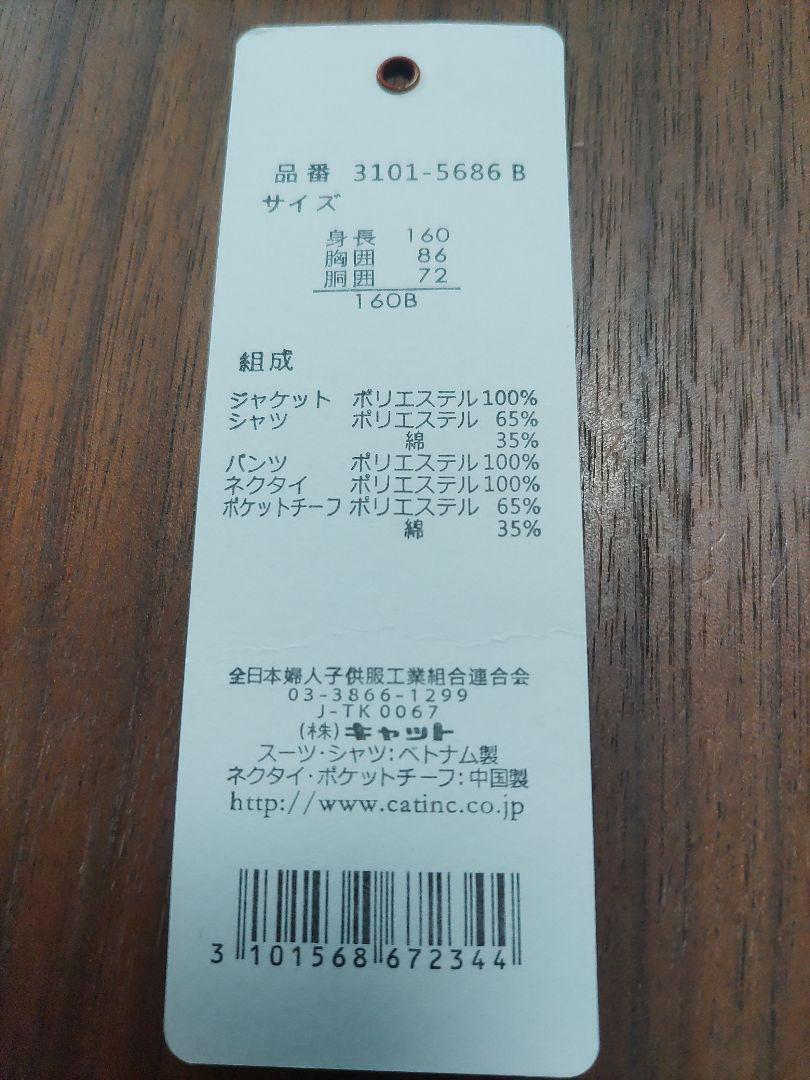 品番 3101-5686 B
サイズ
身長 160
胸囲 86
胴囲 72
160B
組成
ジャケット ポリエステル 100%
シャツ ポリエステル 65%
綿 35%
パンツ ポリエステル 100%
ネクタイ ポリエステル 100%
ポケットチーフ ポリエステル 65%
綿 35%
全日本婦人子供服工業組合連合会
03-3866-1299
J-TK0067
(株)キャット
スーツ・シャツ:ベトナム製
ネクタイ・ポケットチーフ:中国製
http://www.catinc.co.jp
3 101568 672344